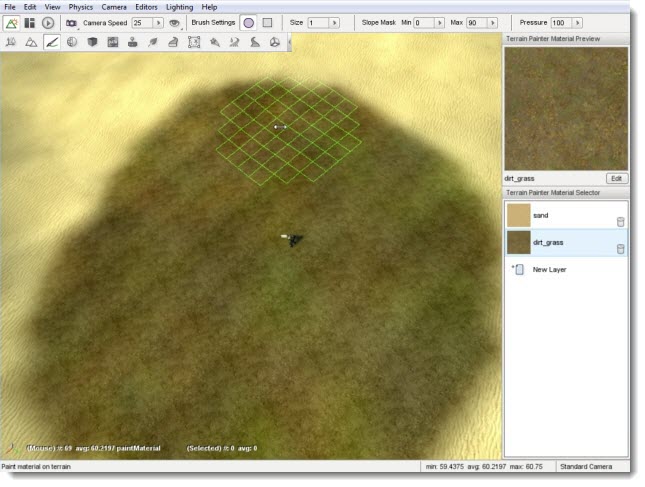 File Edit View Physics Camera Editors Lighting Help
Camera Speed 25 Brush Settings Size 1 Slope Mask Min 0 Max 90 Pressure 100
Terrain Painter Material Preview
dirt_grass Edit
Terrain Painter Material Selector
sand
dirt_grass
New Layer
(Mouse) #: 69 avg: 60.2197 paintMaterial (Selected) #: 0 avg: 0
Paint material on terrain min: 59.4375 avg: 60.2197 max: 60.75 Standard Camera